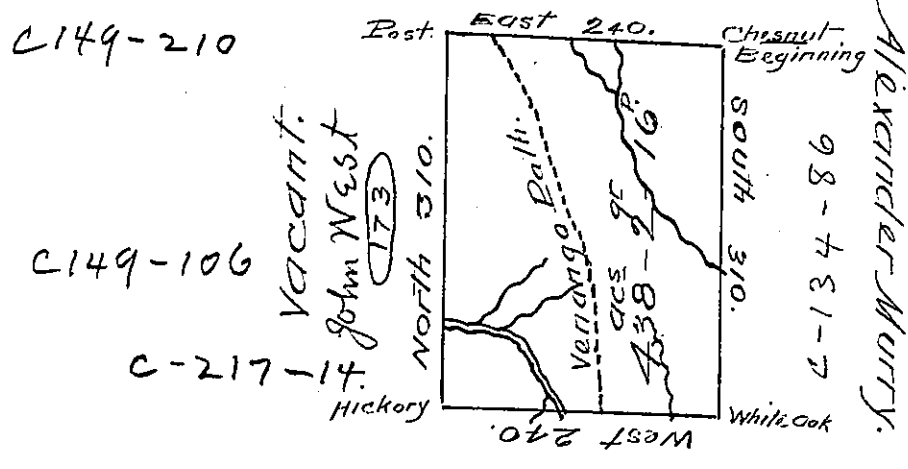 C149-210
Post. East 240. Chesnut
Beginning
Alexander Murry.
C-134-86
South 310.
Vacant.
John West
173
North 310.
Venango Path.
acs qr P.
438-2-16
C149-106
C-217-14.
Hickory
West 240.
White Oak